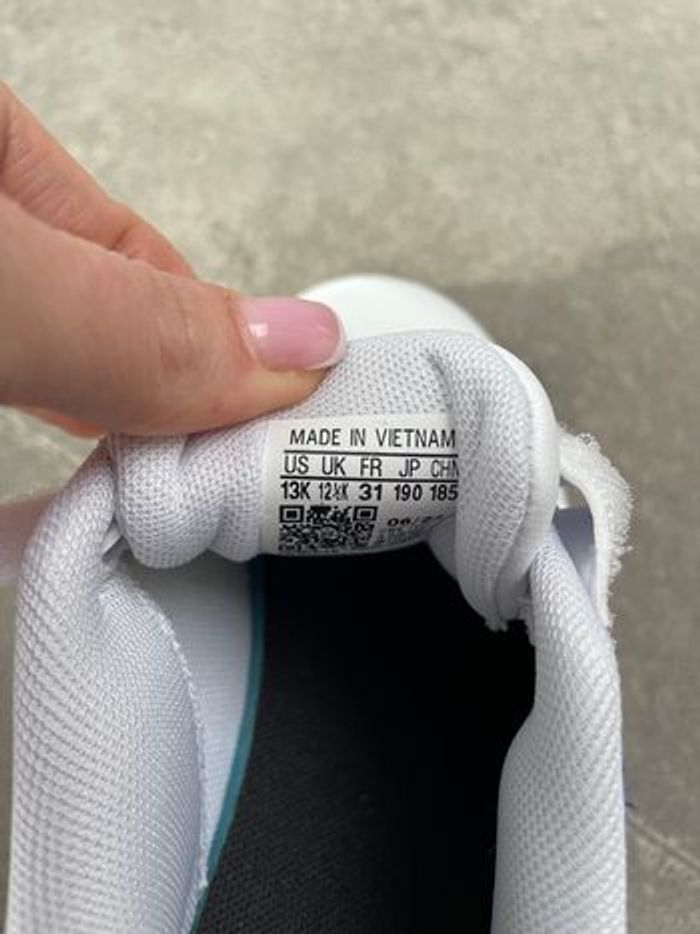 MADE IN VIETNAM
US UK FR JP CHN
13K 12½K 31 190 185